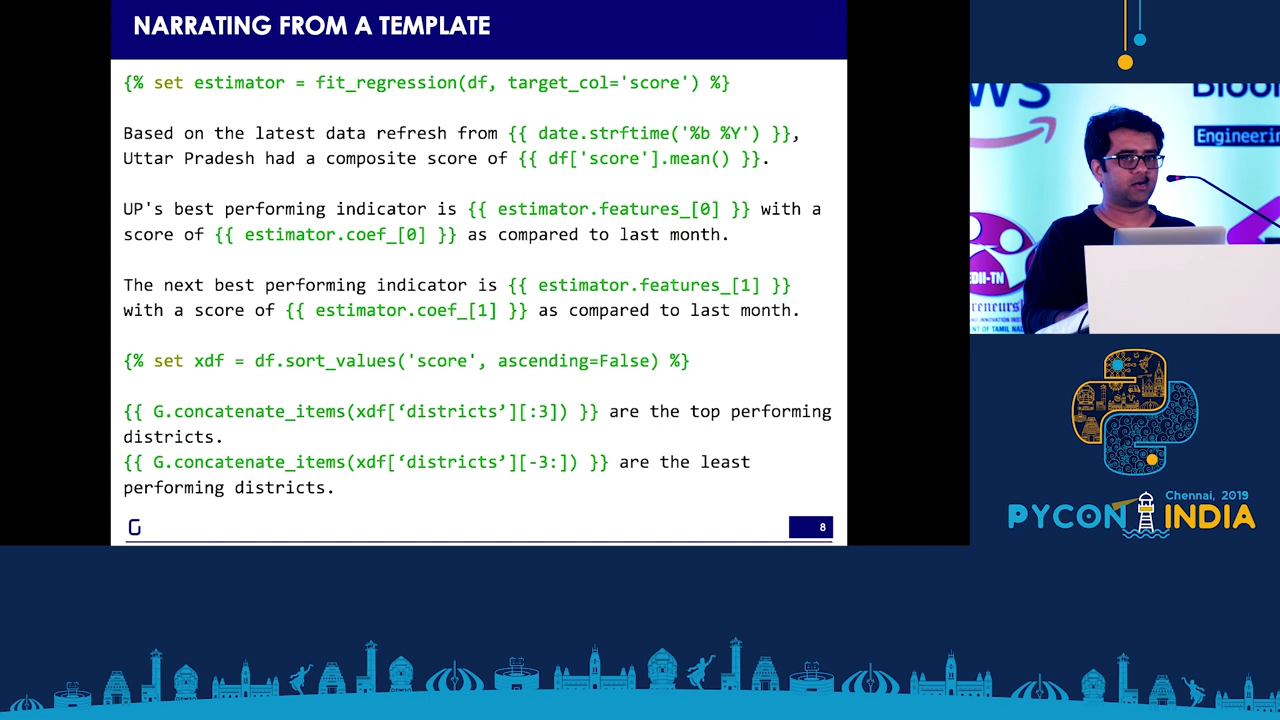 NARRATING FROM A TEMPLATE
{% set estimator = fit_regression(df, target_col='score') %}
Based on the latest data refresh from {{ date.strftime('%b %Y') }},
Uttar Pradesh had a composite score of {{ df['score'].mean() }}.
UP's best performing indicator is {{ estimator.features_[0] }} with a
score of {{ estimator.coef_[0] }} as compared to last month.
The next best performing indicator is {{ estimator.features_[1] }}
with a score of {{ estimator.coef_[1] }} as compared to last month.
{% set xdf = df.sort_values('score', ascending=False) %}
{{ G.concatenate_items(xdf[‘districts’][:3]) }} are the top performing
districts.
{{ G.concatenate_items(xdf[‘districts’][-3:]) }} are the least
performing districts.
8
Engineering
EDII-TN
Chennai, 2019
PYCON INDIA